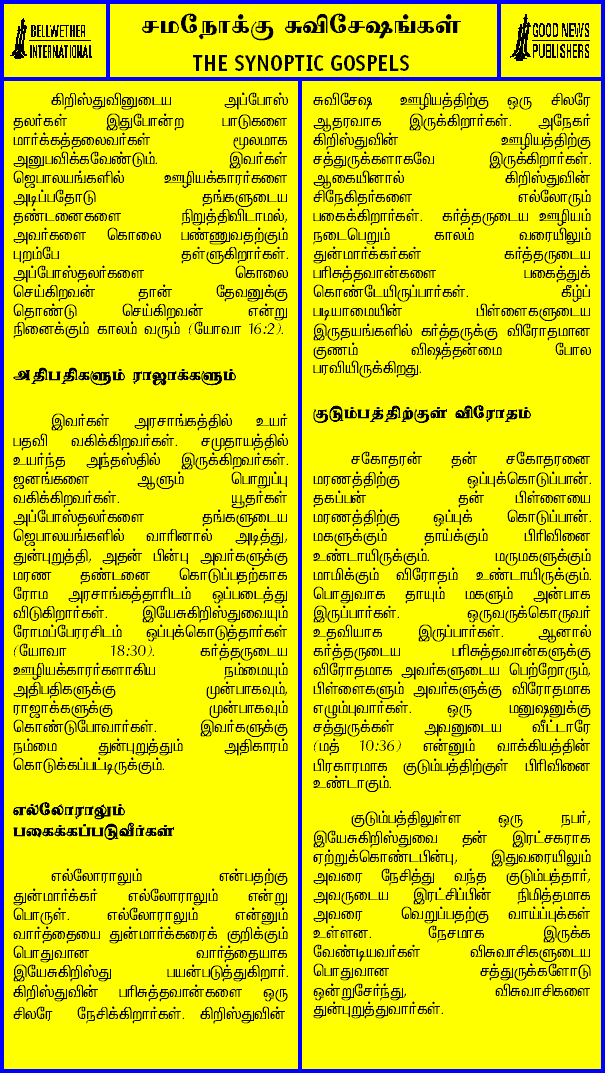 BELLWETHER
INTERNATIONAL
சமநோக்கு சுவிசேஷங்கள்
THE SYNOPTIC GOSPELS
GOOD NEWS
PUBLISHERS
கிறிஸ்துவினுடைய அப்போஸ்
தலர்கள் இதுபோன்ற பாடுகளை
மார்க்கத்தலைவர்கள் மூலமாக
அனுபவிக்கவேண்டும். இவர்கள்
ஜெபாலயங்களில் ஊழியக்காரர்களை
அடிப்பதோடு தங்களுடைய
தண்டனைகளை நிறுத்திவிடாமல்,
அவர்களை கொலை பண்ணுவதற்கும்
புறம்பே தள்ளுகிறார்கள்.
அப்போஸ்தலர்களை கொலை
செய்கிறவன் தான் தேவனுக்கு
தொண்டு செய்கிறவன் என்று
நினைக்கும் காலம் வரும் (யோவா 16:2).
அதிபதிகளும் ராஜாக்களும்
இவர்கள் அரசாங்கத்தில் உயர்
பதவி வகிக்கிறவர்கள். சமுதாயத்தில்
உயர்ந்த அந்தஸ்தில் இருக்கிறவர்கள்.
ஜனங்களை ஆளும் பொறுப்பு
வகிக்கிறவர்கள். யூதர்கள்
அப்போஸ்தலர்களை தங்களுடைய
ஜெபாலயங்களில் வாரினால் அடித்து,
துன்புறுத்தி, அதன் பின்பு அவர்களுக்கு
மரண தண்டனை கொடுப்பதற்காக
ரோம அரசாங்கத்தாரிடம் ஒப்படைத்து
விடுகிறார்கள். இயேசுகிறிஸ்துவையும்
ரோமப்பேரரசிடம் ஒப்புக்கொடுத்தார்கள்
(யோவா 18:30). கர்த்தருடைய
ஊழியக்காரர்களாகிய நம்மையும்
அதிபதிகளுக்கு முன்பாகவும்,
ராஜாக்களுக்கு முன்பாகவும்
கொண்டுபோவார்கள். இவர்களுக்கு
நம்மை துன்புறுத்தும் அதிகாரம்
கொடுக்கப்பட்டிருக்கும்.
எல்லோராலும்
பகைக்கப்படுவீர்கள்
எல்லோராலும் என்பதற்கு
துன்மார்க்கர் எல்லோராலும் என்று
பொருள். எல்லோராலும் என்னும்
வார்த்தையை துன்மார்க்கரைக் குறிக்கும்
பொதுவான வார்த்தையாக
இயேசுகிறிஸ்து பயன்படுத்துகிறார்.
கிறிஸ்துவின் பரிசுத்தவான்களை ஒரு
சிலரே நேசிக்கிறார்கள். கிறிஸ்துவின்
சுவிசேஷ ஊழியத்திற்கு ஒரு சிலரே
ஆதரவாக இருக்கிறார்கள். அநேகர்
கிறிஸ்துவின் ஊழியத்திற்கு
சத்துருக்களாகவே இருக்கிறார்கள்.
ஆகையினால் கிறிஸ்துவின்
சிநேகிதர்களை எல்லோரும்
பகைக்கிறார்கள். கர்த்தருடைய ஊழியம்
நடைபெறும் காலம் வரையிலும்
துன்மார்க்கர்கள் கர்த்தருடைய
பரிசுத்தவான்களை பகைத்துக்
கொண்டேயிருப்பார்கள். கீழ்ப்
படியாமையின் பிள்ளைகளுடைய
இருதயங்களில் கர்த்தருக்கு விரோதமான
குணம் விஷத்தன்மை போல
பரவியிருக்கிறது.
குடும்பத்திற்குள் விரோதம்
சகோதரன் தன் சகோதரனை
மரணத்திற்கு ஒப்புக்கொடுப்பான்.
தகப்பன் தன் பிள்ளையை
மரணத்திற்கு ஒப்புக் கொடுப்பான்.
மகளுக்கும் தாய்க்கும் பிரிவினை
உண்டாயிருக்கும். மருமகளுக்கும்
மாமிக்கும் விரோதம் உண்டாயிருக்கும்.
பொதுவாக தாயும் மகளும் அன்பாக
இருப்பார்கள். ஒருவருக்கொருவர்
உதவியாக இருப்பார்கள். ஆனால்
கர்த்தருடைய பரிசுத்தவான்களுக்கு
விரோதமாக அவர்களுடைய பெற்றோரும்,
பிள்ளைகளும் அவர்களுக்கு விரோதமாக
எழும்புவார்கள். ஒரு மனுஷனுக்கு
சத்துருக்கள் அவனுடைய வீட்டாரே
(மத் 10:36) என்னும் வாக்கியத்தின்
பிரகாரமாக குடும்பத்திற்குள் பிரிவினை
உண்டாகும்.
குடும்பத்திலுள்ள ஒரு நபர்,
இயேசுகிறிஸ்துவை தன் இரட்சகராக
ஏற்றுக்கொண்டபின்பு, இதுவரையிலும்
அவரை நேசித்து வந்த குடும்பத்தார்,
அவருடைய இரட்சிப்பின் நிமித்தமாக
அவரை வெறுப்பதற்கு வாய்ப்புக்கள்
உள்ளன. நேசமாக இருக்க
வேண்டியவர்கள் விசுவாசிகளுடைய
பொதுவான சத்துருக்களோடு
ஒன்றுசேர்ந்து, விசுவாசிகளை
துன்புறுத்துவார்கள்.